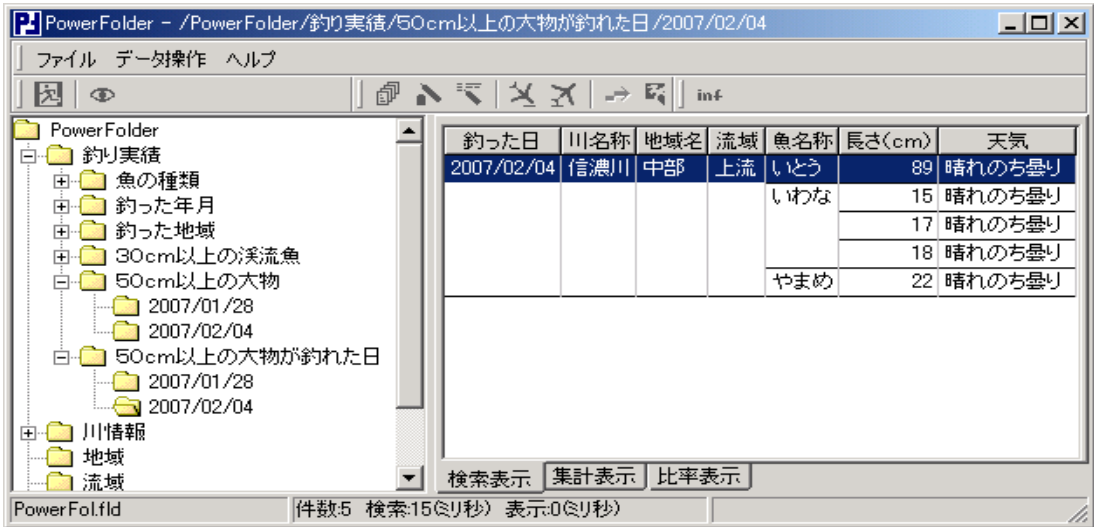 PowerFolder - /PowerFolder/釣り実績/50cm以上の大物が釣れた日/2007/02/04
ファイル データ操作 ヘルプ
inf
PowerFolder
釣り実績
魚の種類
釣った年月
釣った地域
30cm以上の渓流魚
50cm以上の大物
2007/01/28
2007/02/04
50cm以上の大物が釣れた日
2007/01/28
2007/02/04
川情報
地域
流域
釣った日 川名称 地域名 流域 魚名称 長さ(cm) 天気
2007/02/04 信濃川 中部 上流 いとう 89 晴れのち曇り
いわな 15 晴れのち曇り
17 晴れのち曇り
18 晴れのち曇り
やまめ 22 晴れのち曇り
検索表示 集計表示 比率表示
PowerFol.fld 件数:5 検索:15(ミリ秒) 表示:0(ミリ秒)